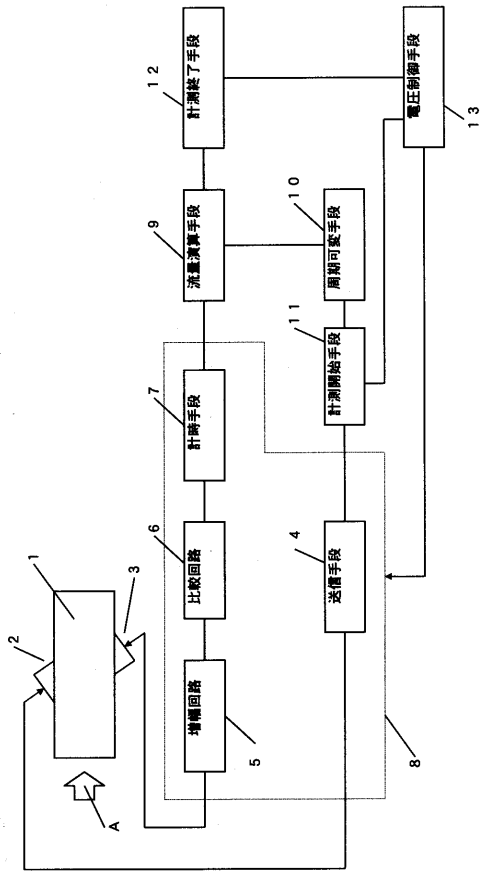 1
2
3
A
増幅回路
5
比較回路
6
計時手段
7
流量演算手段
9
計測終了手段
12
送信手段
4
計測開始手段
11
周期可変手段
10
電圧制御手段
13
8